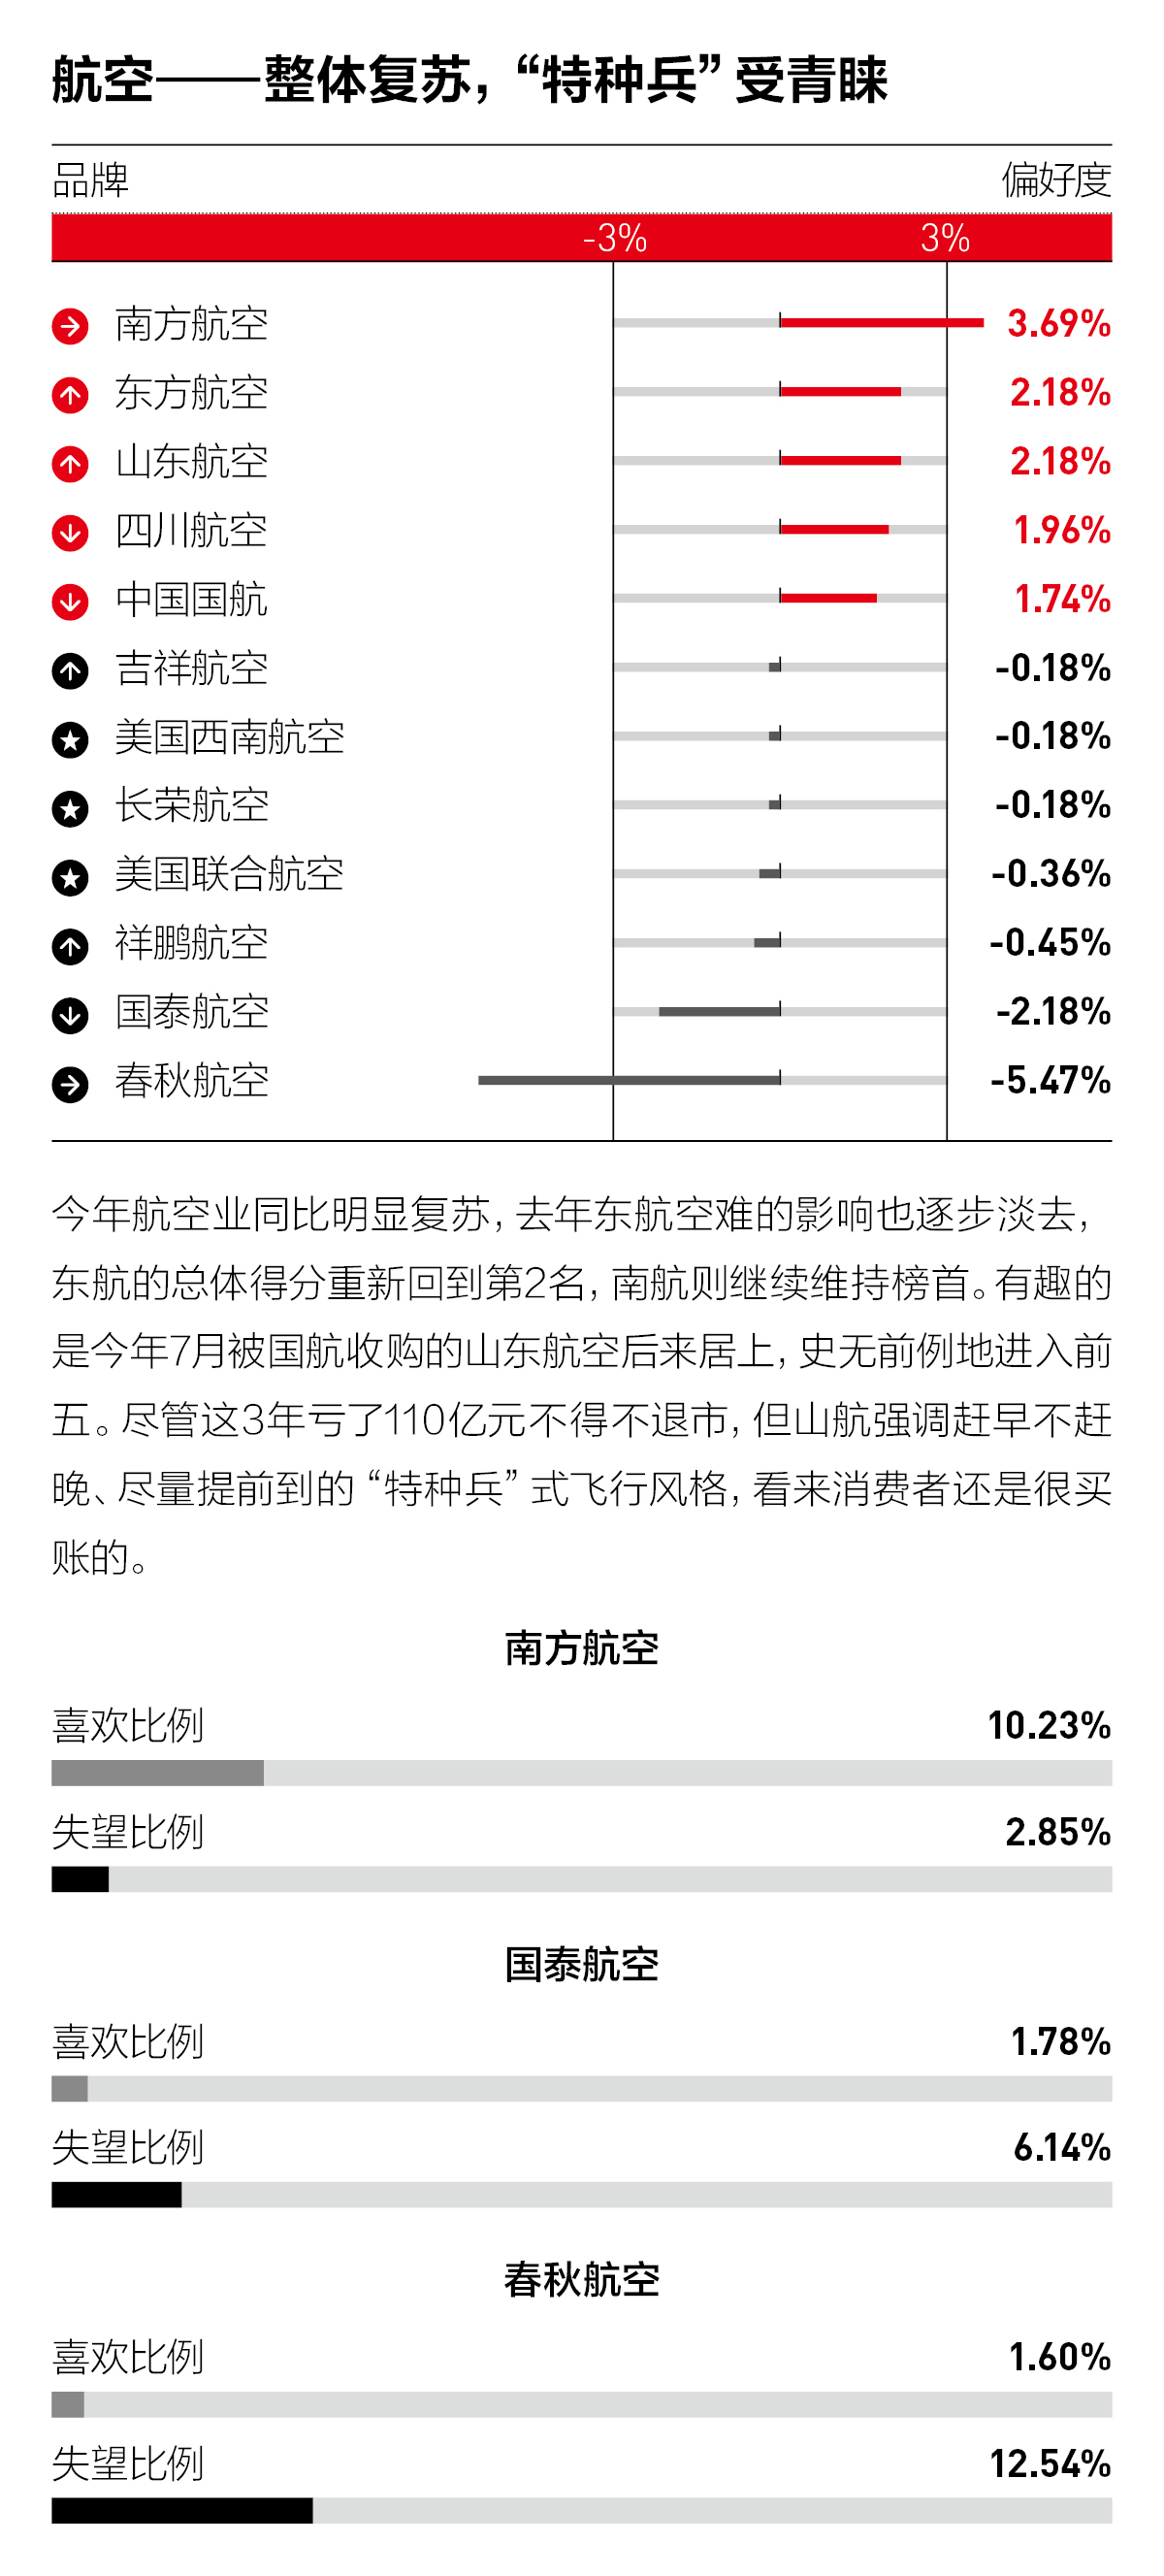 航空——整体复苏，“特种兵”受青睐
品牌 偏好度
-3% 3%
南方航空 3.69%
东方航空 2.18%
山东航空 2.18%
四川航空 1.96%
中国国航 1.74%
吉祥航空 -0.18%
美国西南航空 -0.18%
长荣航空 -0.18%
美国联合航空 -0.36%
祥鹏航空 -0.45%
国泰航空 -2.18%
春秋航空 -5.47%
今年航空业同比明显复苏，去年东航空难的影响也逐步淡去，
东航的总体得分重新回到第2名，南航则继续维持榜首。有趣的
是今年7月被国航收购的山东航空后来居上，史无前例地进入前
五。尽管这3年亏了110亿元不得不退市，但山航强调赶早不赶
晚、尽量提前到的“特种兵”式飞行风格，看来消费者还是很买
账的。
南方航空
喜欢比例 10.23%
失望比例 2.85%
国泰航空
喜欢比例 1.78%
失望比例 6.14%
春秋航空
喜欢比例 1.60%
失望比例 12.54%